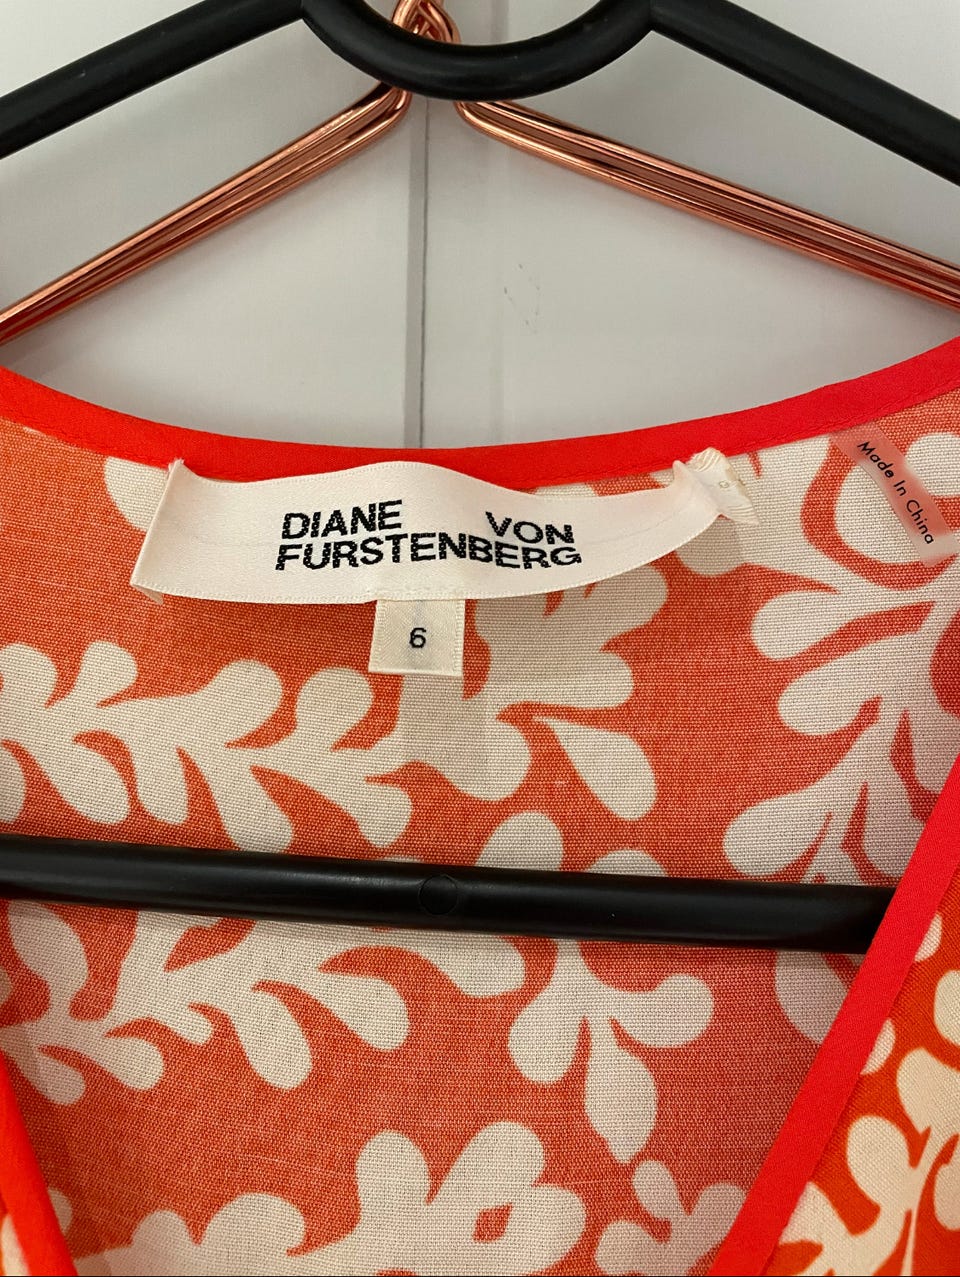 DIANE VON
FURSTENBERG
6
Made In China